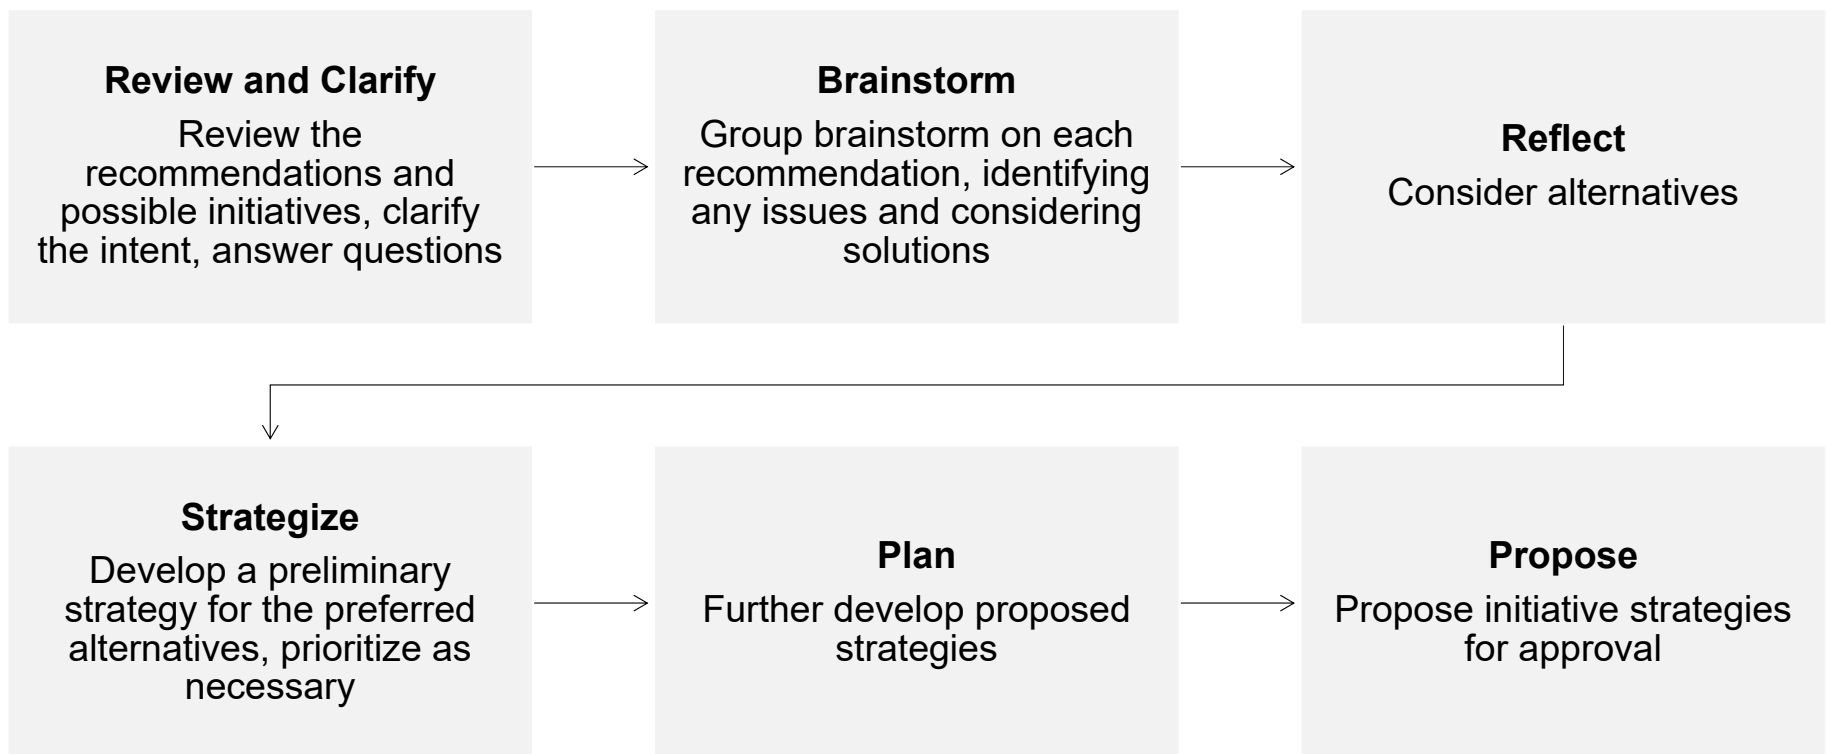 Review and Clarify
Review the
recommendations and
possible initiatives, clarify
the intent, answer questions
Brainstorm
Group brainstorm on each
recommendation, identifying
any issues and considering
solutions
Reflect
Consider alternatives
Strategize
Develop a preliminary
strategy for the preferred
alternatives, prioritize as
necessary
Plan
Further develop proposed
strategies
Propose
Propose initiative strategies
for approval